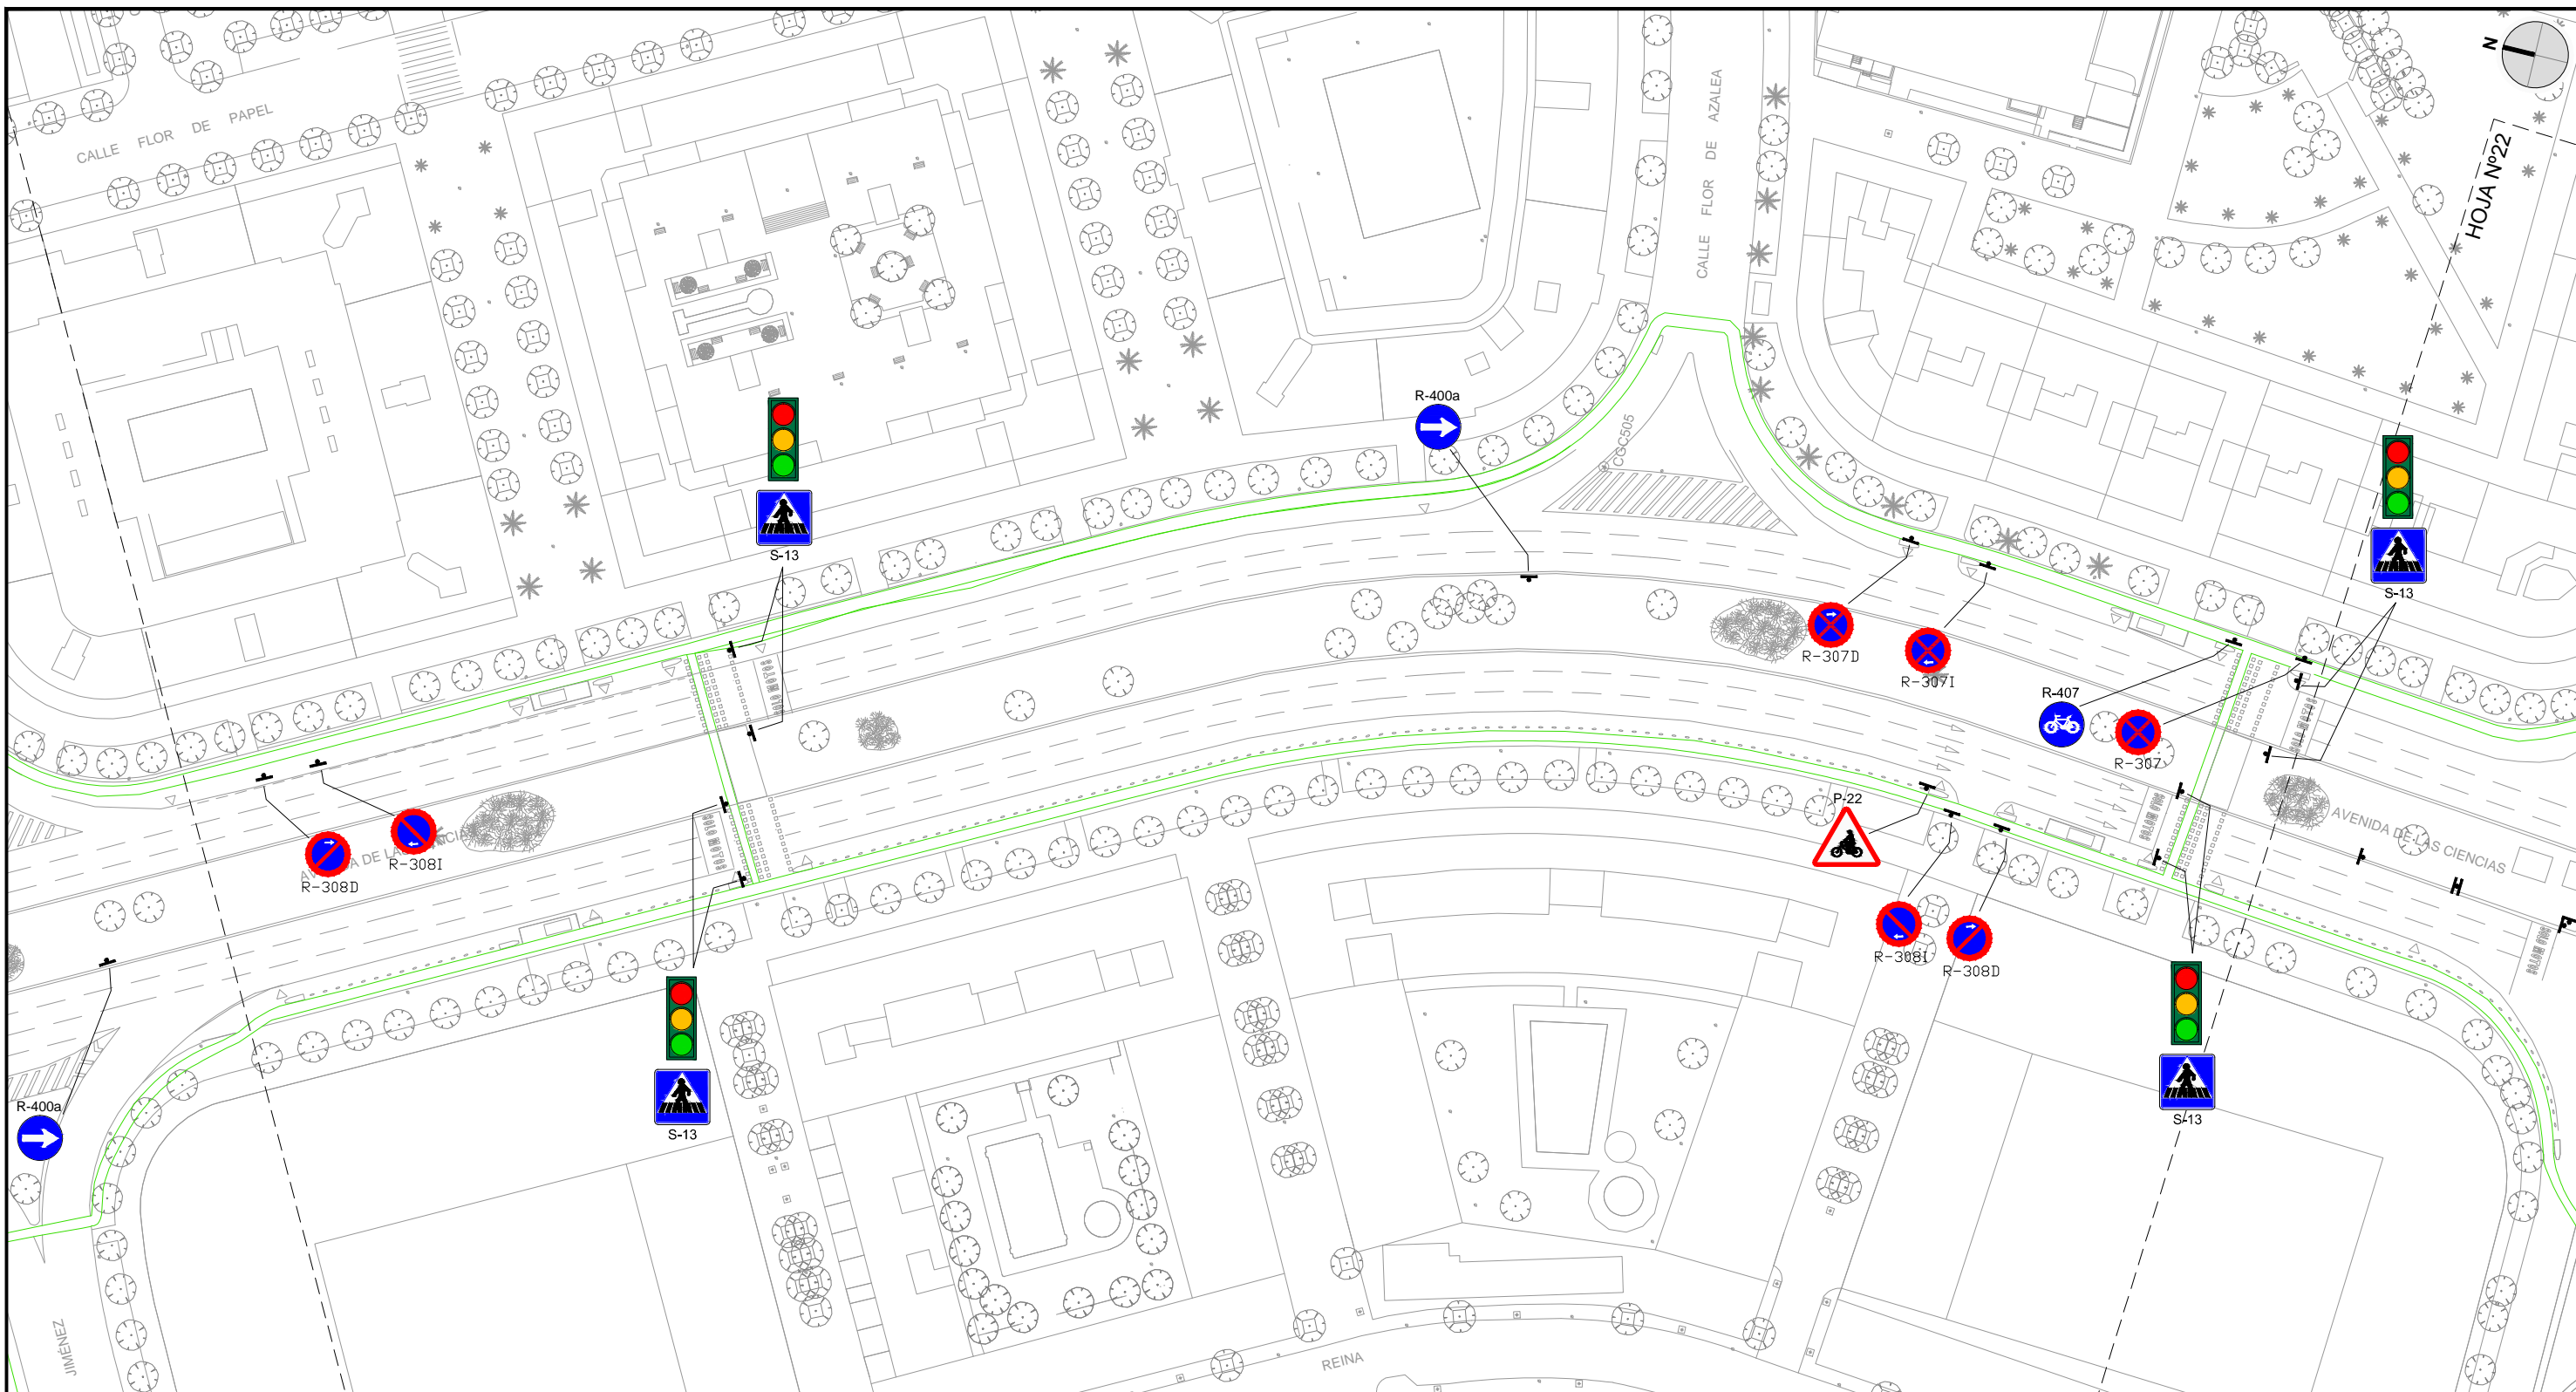 N
CALLE FLOR DE PAPEL
CALLE FLOR DE AZALEA
HOJA Nº22
R-400a
CGC505
S-13
S-13
R-307D
R-307I
R-407
R-307
P-22
AVENIDA DE LAS CIENCIAS
R-308D
R-308I
R-308I
R-308D
R-400a
S-13
S-13
JIMÉNEZ
REINA